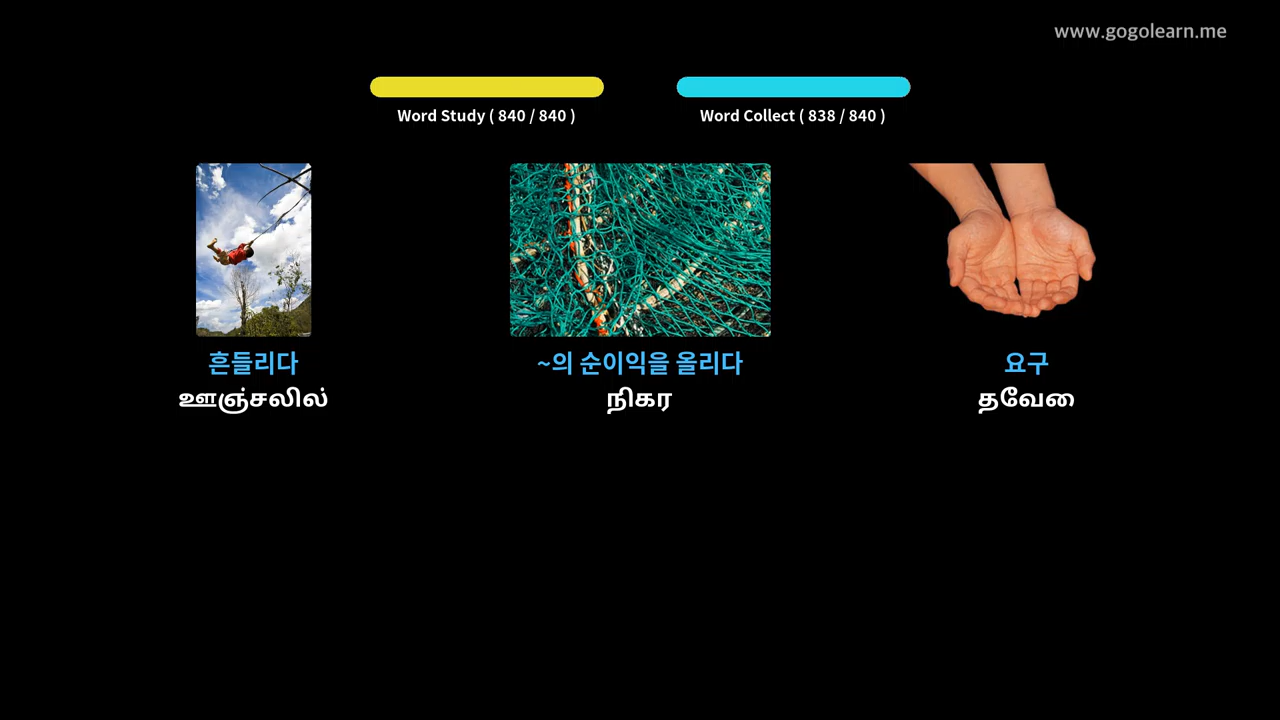 www.gogolearn.me
Word Study ( 840 / 840 )
Word Collect ( 838 / 840 )
흔들리다
ஊஞ்சலில்
~의 순이익을 올리다
நிகர
요구
தவேை